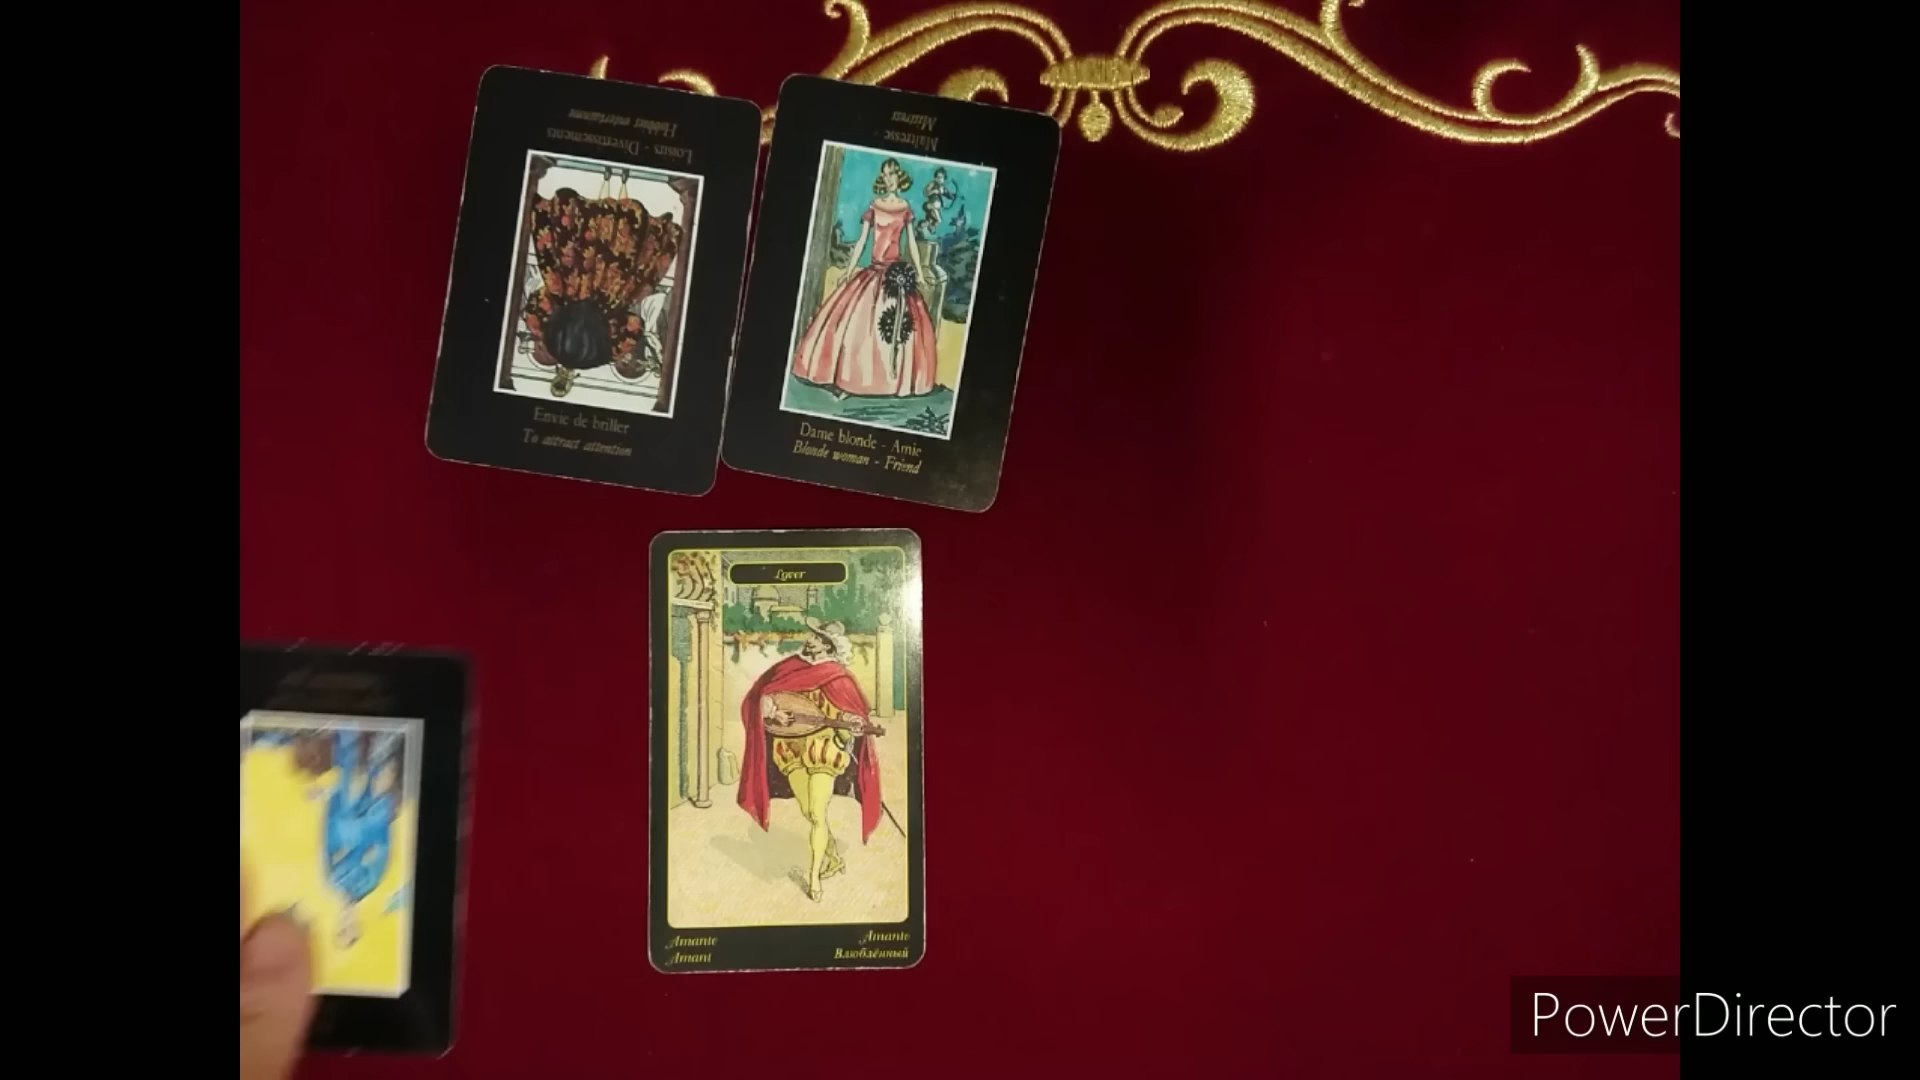 Hobbies entertainme
Loisirs - Divertissements
Envie de briller
To attract attention
Mistress
Maîtresse -
Dame blonde - Amie
Blonde woman - Friend
Lover
Amante
Amant
Amante
Влюблённый
PowerDirector